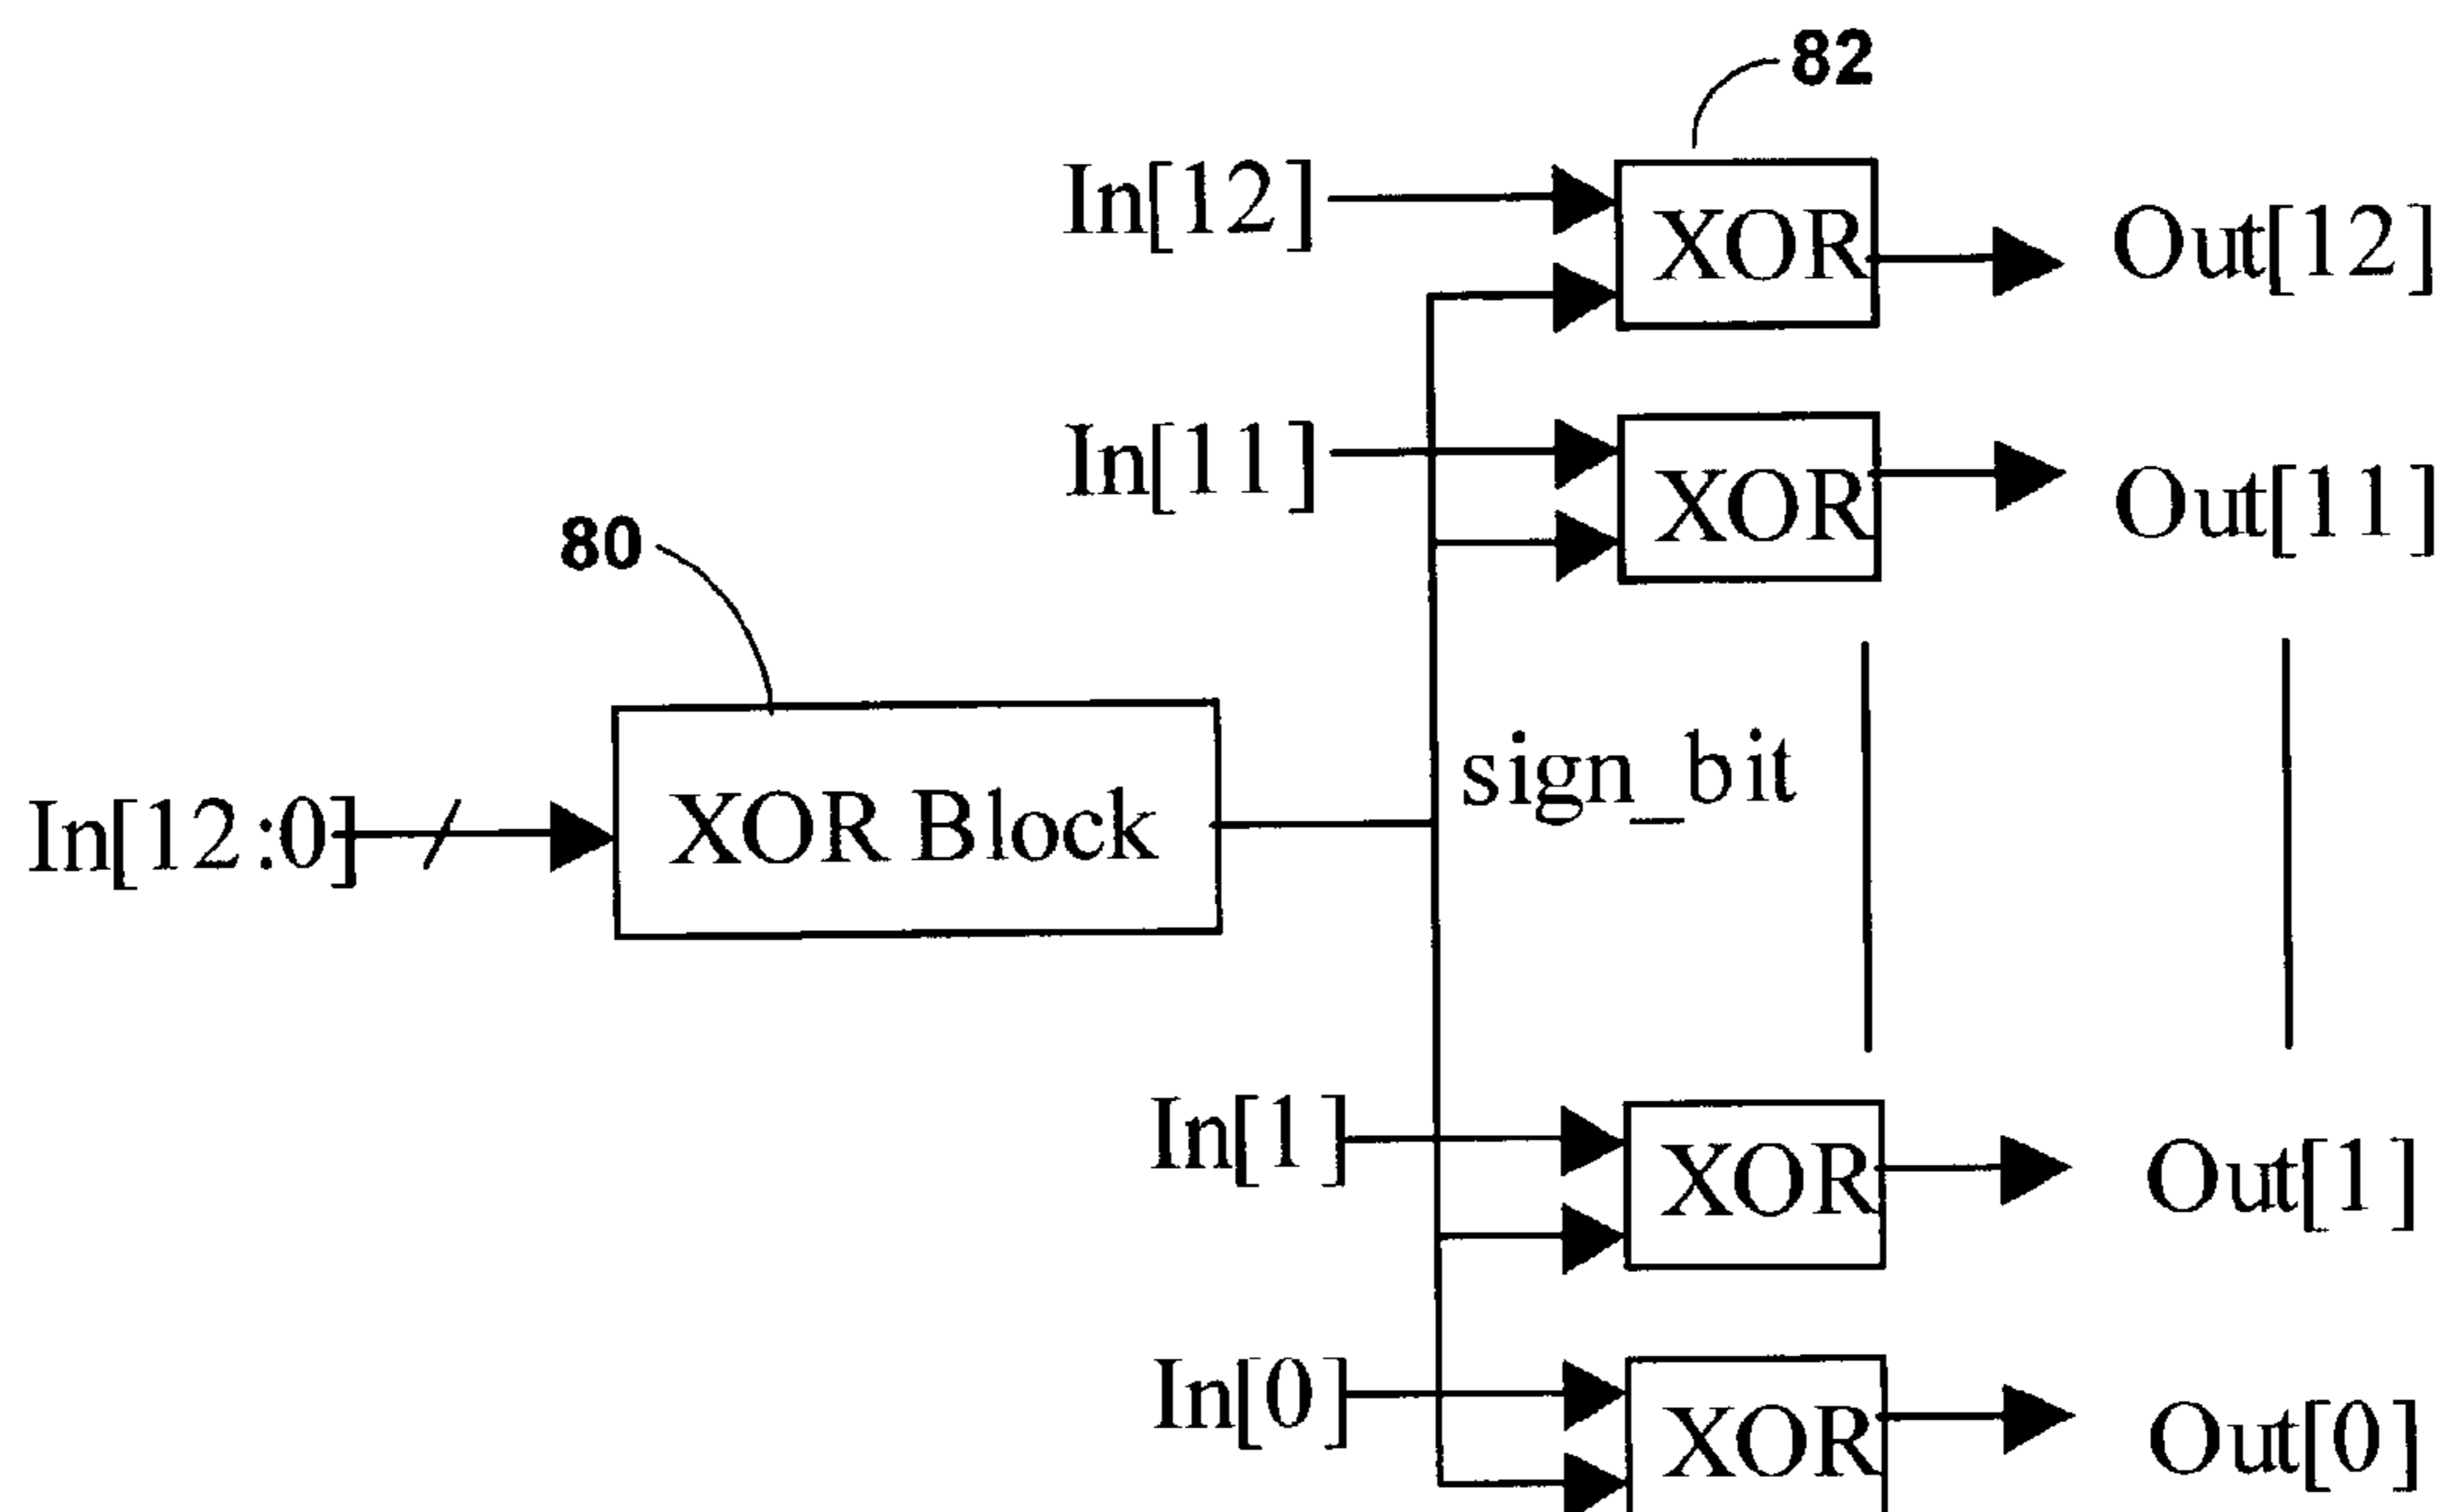 82
In[12]
XOR
Out[12]
In[11]
XOR
Out[11]
80
sign_bit
In[12:0]
XOR Block
In[1]
XOR
Out[1]
In[0]
XOR
Out[0]